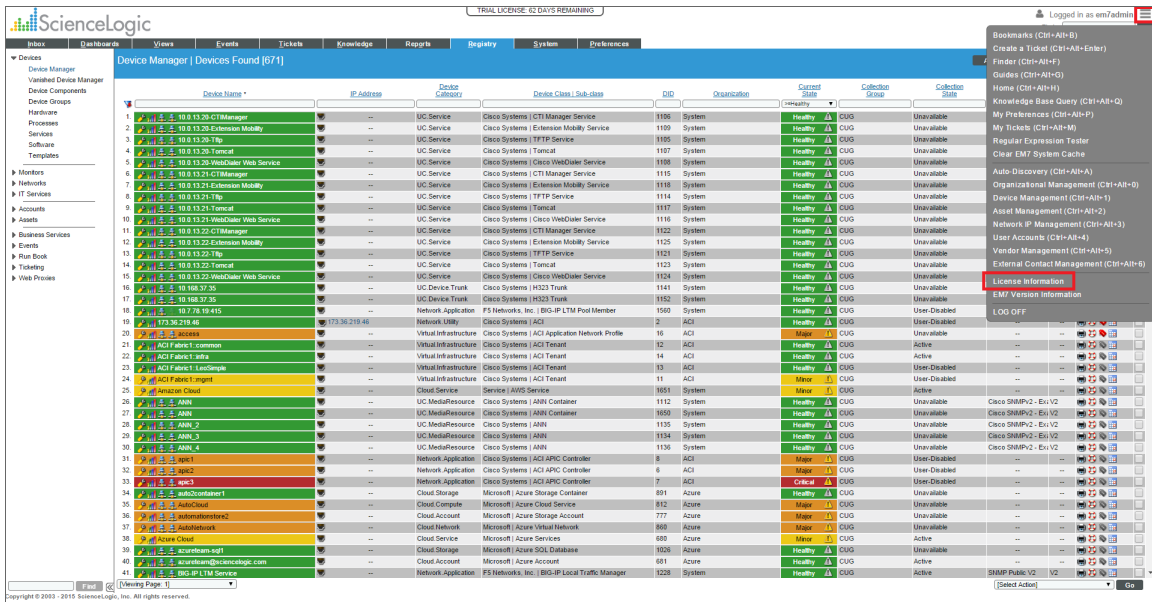 TRIAL LICENSE: 62 DAYS REMAINING
ScienceLogic
Logged in as em7admin
Inbox Dashboards Views Events Tickets Knowledge Reports Registry System Preferences
Devices
Device Manager
Vanished Device Manager
Device Components
Device Groups
Hardware
Processes
Services
Software
Templates
Monitors
Networks
IT Services
Accounts
Assets
Business Services
Events
Run Book
Ticketing
Web Proxies
Device Manager | Devices Found [671]
Bookmarks (Ctrl+Alt+B)
Create a Ticket (Ctrl+Alt+Enter)
Finder (Ctrl+Alt+F)
Guides (Ctrl+Alt+G)
Home (Ctrl+Alt+H)
Knowledge Base Query (Ctrl+Alt+Q)
My Preferences (Ctrl+Alt+P)
My Tickets (Ctrl+Alt+M)
Regular Expression Tester
Clear EM7 System Cache
Auto-Discovery (Ctrl+Alt+A)
Organizational Management (Ctrl+Alt+0)
Device Management (Ctrl+Alt+1)
Asset Management (Ctrl+Alt+2)
Network IP Management (Ctrl+Alt+3)
User Accounts (Ctrl+Alt+4)
Vendor Management (Ctrl+Alt+5)
External Contact Management (Ctrl+Alt+6)
License Information
EM7 Version Information
LOG OFF
Device Name • IP Address Device Category Device Class | Sub-class DID Organization Current State Collection Group Collection State
>=Healthy
1. 10.0.13.20-CTIManager -- UC.Service Cisco Systems | CTI Manager Service 1106 System Healthy CUG Unavailable
2. 10.0.13.20-Extension Mobility -- UC.Service Cisco Systems | Extension Mobility Service 1109 System Healthy CUG Unavailable
3. 10.0.13.20-Tftp -- UC.Service Cisco Systems | TFTP Service 1105 System Healthy CUG Unavailable
4. 10.0.13.20-Tomcat -- UC.Service Cisco Systems | Tomcat 1107 System Healthy CUG Unavailable
5. 10.0.13.20-WebDialer Web Service -- UC.Service Cisco Systems | Cisco WebDialer Service 1108 System Healthy CUG Unavailable
6. 10.0.13.21-CTIManager -- UC.Service Cisco Systems | CTI Manager Service 1115 System Healthy CUG Unavailable
7. 10.0.13.21-Extension Mobility -- UC.Service Cisco Systems | Extension Mobility Service 1118 System Healthy CUG Unavailable
8. 10.0.13.21-Tftp -- UC.Service Cisco Systems | TFTP Service 1114 System Healthy CUG Unavailable
9. 10.0.13.21-Tomcat -- UC.Service Cisco Systems | Tomcat 1117 System Healthy CUG Unavailable
10. 10.0.13.21-WebDialer Web Service -- UC.Service Cisco Systems | Cisco WebDialer Service 1116 System Healthy CUG Unavailable
11. 10.0.13.22-CTIManager -- UC.Service Cisco Systems | CTI Manager Service 1122 System Healthy CUG Unavailable
12. 10.0.13.22-Extension Mobility -- UC.Service Cisco Systems | Extension Mobility Service 1125 System Healthy CUG Unavailable
13. 10.0.13.22-Tftp -- UC.Service Cisco Systems | TFTP Service 1121 System Healthy CUG Unavailable
14. 10.0.13.22-Tomcat -- UC.Service Cisco Systems | Tomcat 1123 System Healthy CUG Unavailable
15. 10.0.13.22-WebDialer Web Service -- UC.Service Cisco Systems | Cisco WebDialer Service 1124 System Healthy CUG Unavailable
16. 10.168.37.35 -- UC.Device.Trunk Cisco Systems | H323 Trunk 1141 System Healthy CUG Unavailable
17. 10.168.37.35 -- UC.Device.Trunk Cisco Systems | H323 Trunk 1152 System Healthy CUG Unavailable
18. 10.7.78.19:415 -- Network.Application F5 Networks, Inc. | BIG-IP LTM Pool Member 1560 System Healthy CUG User-Disabled
19. 173.36.219.46 173.36.219.46 Network.Utility Cisco Systems | ACI 2 ACI Healthy CUG User-Disabled -- --
20. access -- Virtual.Infrastructure Cisco Systems | ACI Application Network Profile 16 ACI Major CUG Unavailable -- --
21. ACI Fabric1::common -- Virtual.Infrastructure Cisco Systems | ACI Tenant 12 ACI Healthy CUG Active -- --
22. ACI Fabric1::infra -- Virtual.Infrastructure Cisco Systems | ACI Tenant 14 ACI Healthy CUG Active -- --
23. ACI Fabric1::LeoSimple -- Virtual.Infrastructure Cisco Systems | ACI Tenant 13 ACI Healthy CUG User-Disabled -- --
24. ACI Fabric1::mgmt -- Virtual.Infrastructure Cisco Systems | ACI Tenant 11 ACI Minor CUG User-Disabled -- --
25. Amazon Cloud -- Cloud.Service Service | AWS Service 1651 System Minor CUG Active -- --
26. ANN -- UC.MediaResource Cisco Systems | ANN Container 1112 System Healthy CUG Unavailable Cisco SNMPv2 - Exa V2
27. ANN -- UC.MediaResource Cisco Systems | ANN Container 1650 System Healthy CUG Unavailable -- --
28. ANN_2 -- UC.MediaResource Cisco Systems | ANN 1135 System Healthy CUG Unavailable Cisco SNMPv2 - Exa V2
29. ANN_3 -- UC.MediaResource Cisco Systems | ANN 1134 System Healthy CUG Unavailable Cisco SNMPv2 - Exa V2
30. ANN_4 -- UC.MediaResource Cisco Systems | ANN 1136 System Healthy CUG Unavailable Cisco SNMPv2 - Exa V2
31. apic1 -- Network.Application Cisco Systems | ACI APIC Controller 8 ACI Major CUG User-Disabled -- --
32. apic2 -- Network.Application Cisco Systems | ACI APIC Controller 6 ACI Major CUG User-Disabled -- --
33. apic3 -- Network.Application Cisco Systems | ACI APIC Controller 7 ACI Critical CUG User-Disabled -- --
34. auto2container1 -- Cloud.Storage Microsoft | Azure Storage Container 891 Azure Healthy CUG Unavailable -- --
35. AutoCloud -- Cloud.Compute Microsoft | Azure Cloud Service 812 Azure Major CUG Unavailable -- --
36. automationstore2 -- Cloud.Account Microsoft | Azure Storage Account 777 Azure Major CUG Unavailable -- --
37. AutoNetwork -- Cloud.Network Microsoft | Azure Virtual Network 860 Azure Major CUG Unavailable -- --
38. Azure Cloud -- Cloud.Service Microsoft | Azure Services 680 Azure Minor CUG Active -- --
39. azureteam-sql1 -- Cloud.Storage Microsoft | Azure SQL Database 1026 Azure Healthy CUG Unavailable -- --
40. azureteam@sciencelogic.com -- Cloud.Account Microsoft | Azure Account 681 Azure Healthy CUG Active -- --
41. BIG-IP LTM Service -- Network.Application F5 Networks, Inc. | BIG-IP Local Traffic Manager 1228 System Healthy CUG Active SNMP Public V2 V2
Find [Viewing Page: 1] [Select Action] Go
Copyright © 2003 - 2015 ScienceLogic, Inc. All rights reserved.